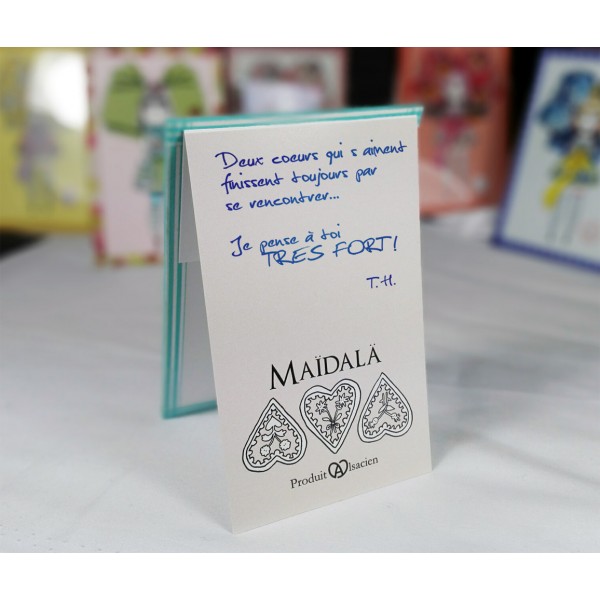 Deux coeurs qui s'aiment
finissent toujours par
se rencontrer...
Je pense à toi
TRES FORT!
T.H.
MAÏDALÄ
Produit Alsacien